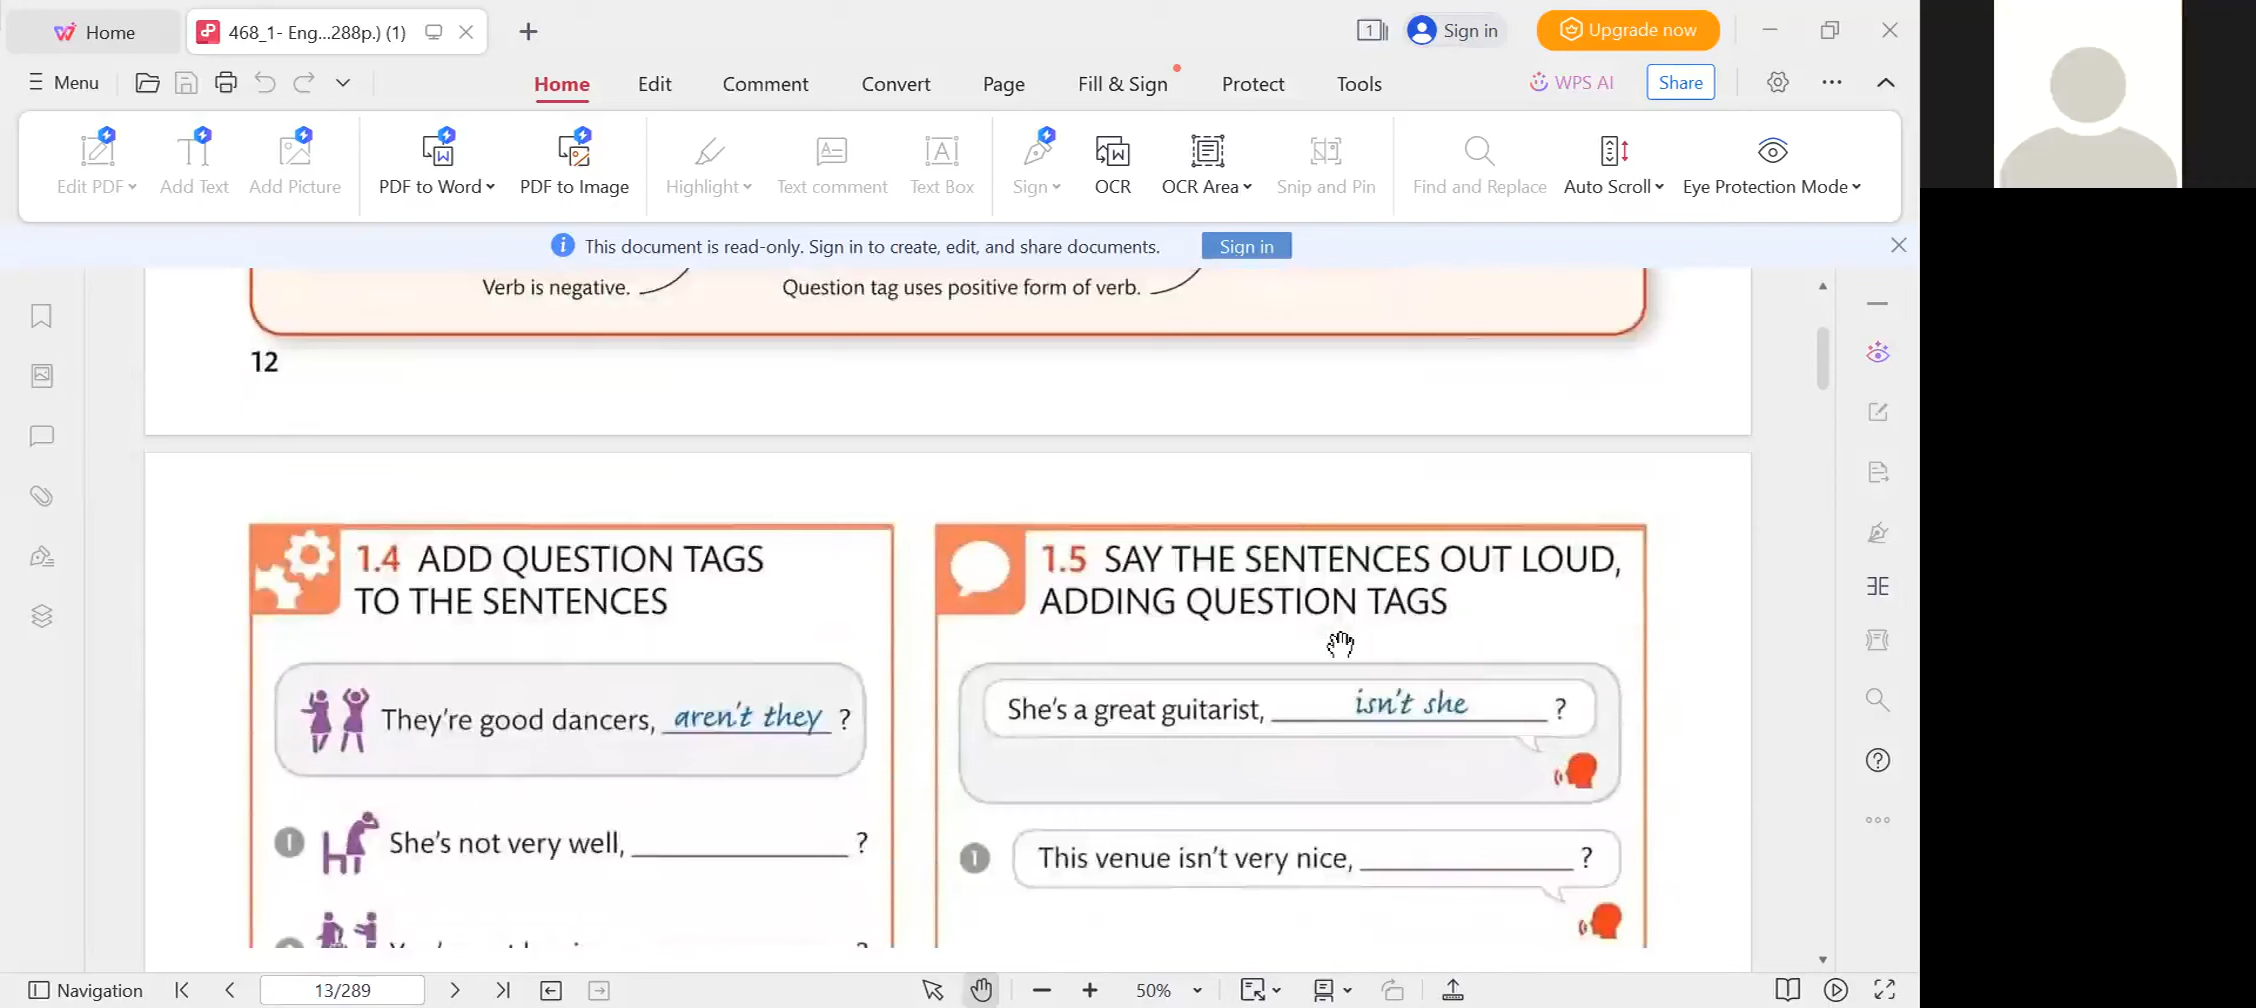 Home
468_1- Eng...288p.) (1)
1
Sign in
Upgrade now
Menu
Home
Edit
Comment
Convert
Page
Fill & Sign
Protect
Tools
WPS AI
Share
Edit PDF
Add Text
Add Picture
PDF to Word
PDF to Image
Highlight
Text comment
Text Box
Sign
OCR
OCR Area
Snip and Pin
Find and Replace
Auto Scroll
Eye Protection Mode
This document is read-only. Sign in to create, edit, and share documents.
Sign in
Verb is negative.
Question tag uses positive form of verb.
12
1.4 ADD QUESTION TAGS
TO THE SENTENCES
They're good dancers, aren't they ?
1 She's not very well, ____________ ?
1.5 SAY THE SENTENCES OUT LOUD,
ADDING QUESTION TAGS
She's a great guitarist, isn't she ?
1 This venue isn't very nice, ____________ ?
Navigation
13/289
50%